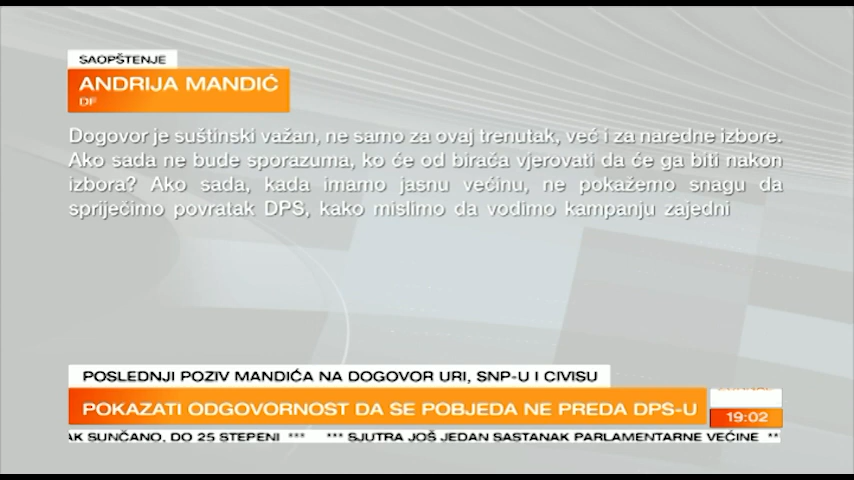 SAOPŠTENJE
ANDRIJA MANDIĆ
DF
Dogovor je suštinski važan, ne samo za ovaj trenutak, već i za naredne izbore.
Ako sada ne bude sporazuma, ko će od birača vjerovati da će ga biti nakon
izbora? Ako sada, kada imamo jasnu većinu, ne pokažemo snagu da
spriječimo povratak DPS, kako mislimo da vodimo kampanju zajedni
POSLEDNJI POZIV MANDIĆA NA DOGOVOR URI, SNP-U I CIVISU
POKAZATI ODGOVORNOST DA SE POBJEDA NE PREDA DPS-U
19:02
AK SUNČANO, DO 25 STEPENI *** *** SJUTRA JOŠ JEDAN SASTANAK PARLAMENTARNE VEĆINE **